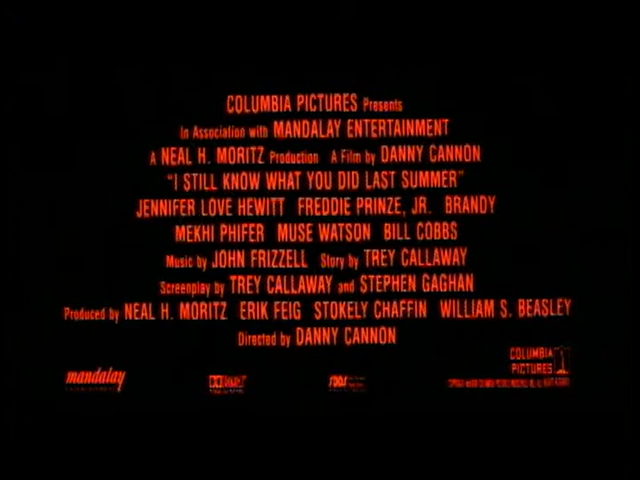 COLUMBIA PICTURES Presents
In Association with MANDALAY ENTERTAINMENT
A NEAL H. MORITZ Production A Film by DANNY CANNON
"I STILL KNOW WHAT YOU DID LAST SUMMER"
JENNIFER LOVE HEWITT FREDDIE PRINZE, JR. BRANDY
MEKHI PHIFER MUSE WATSON BILL COBBS
Music by JOHN FRIZZELL Story by TREY CALLAWAY
Screenplay by TREY CALLAWAY and STEPHEN GAGHAN
Produced by NEAL H. MORITZ ERIK FEIG STOKELY CHAFFIN WILLIAM S. BEASLEY
Directed by DANNY CANNON
COLUMBIA
PICTURES
mandalay